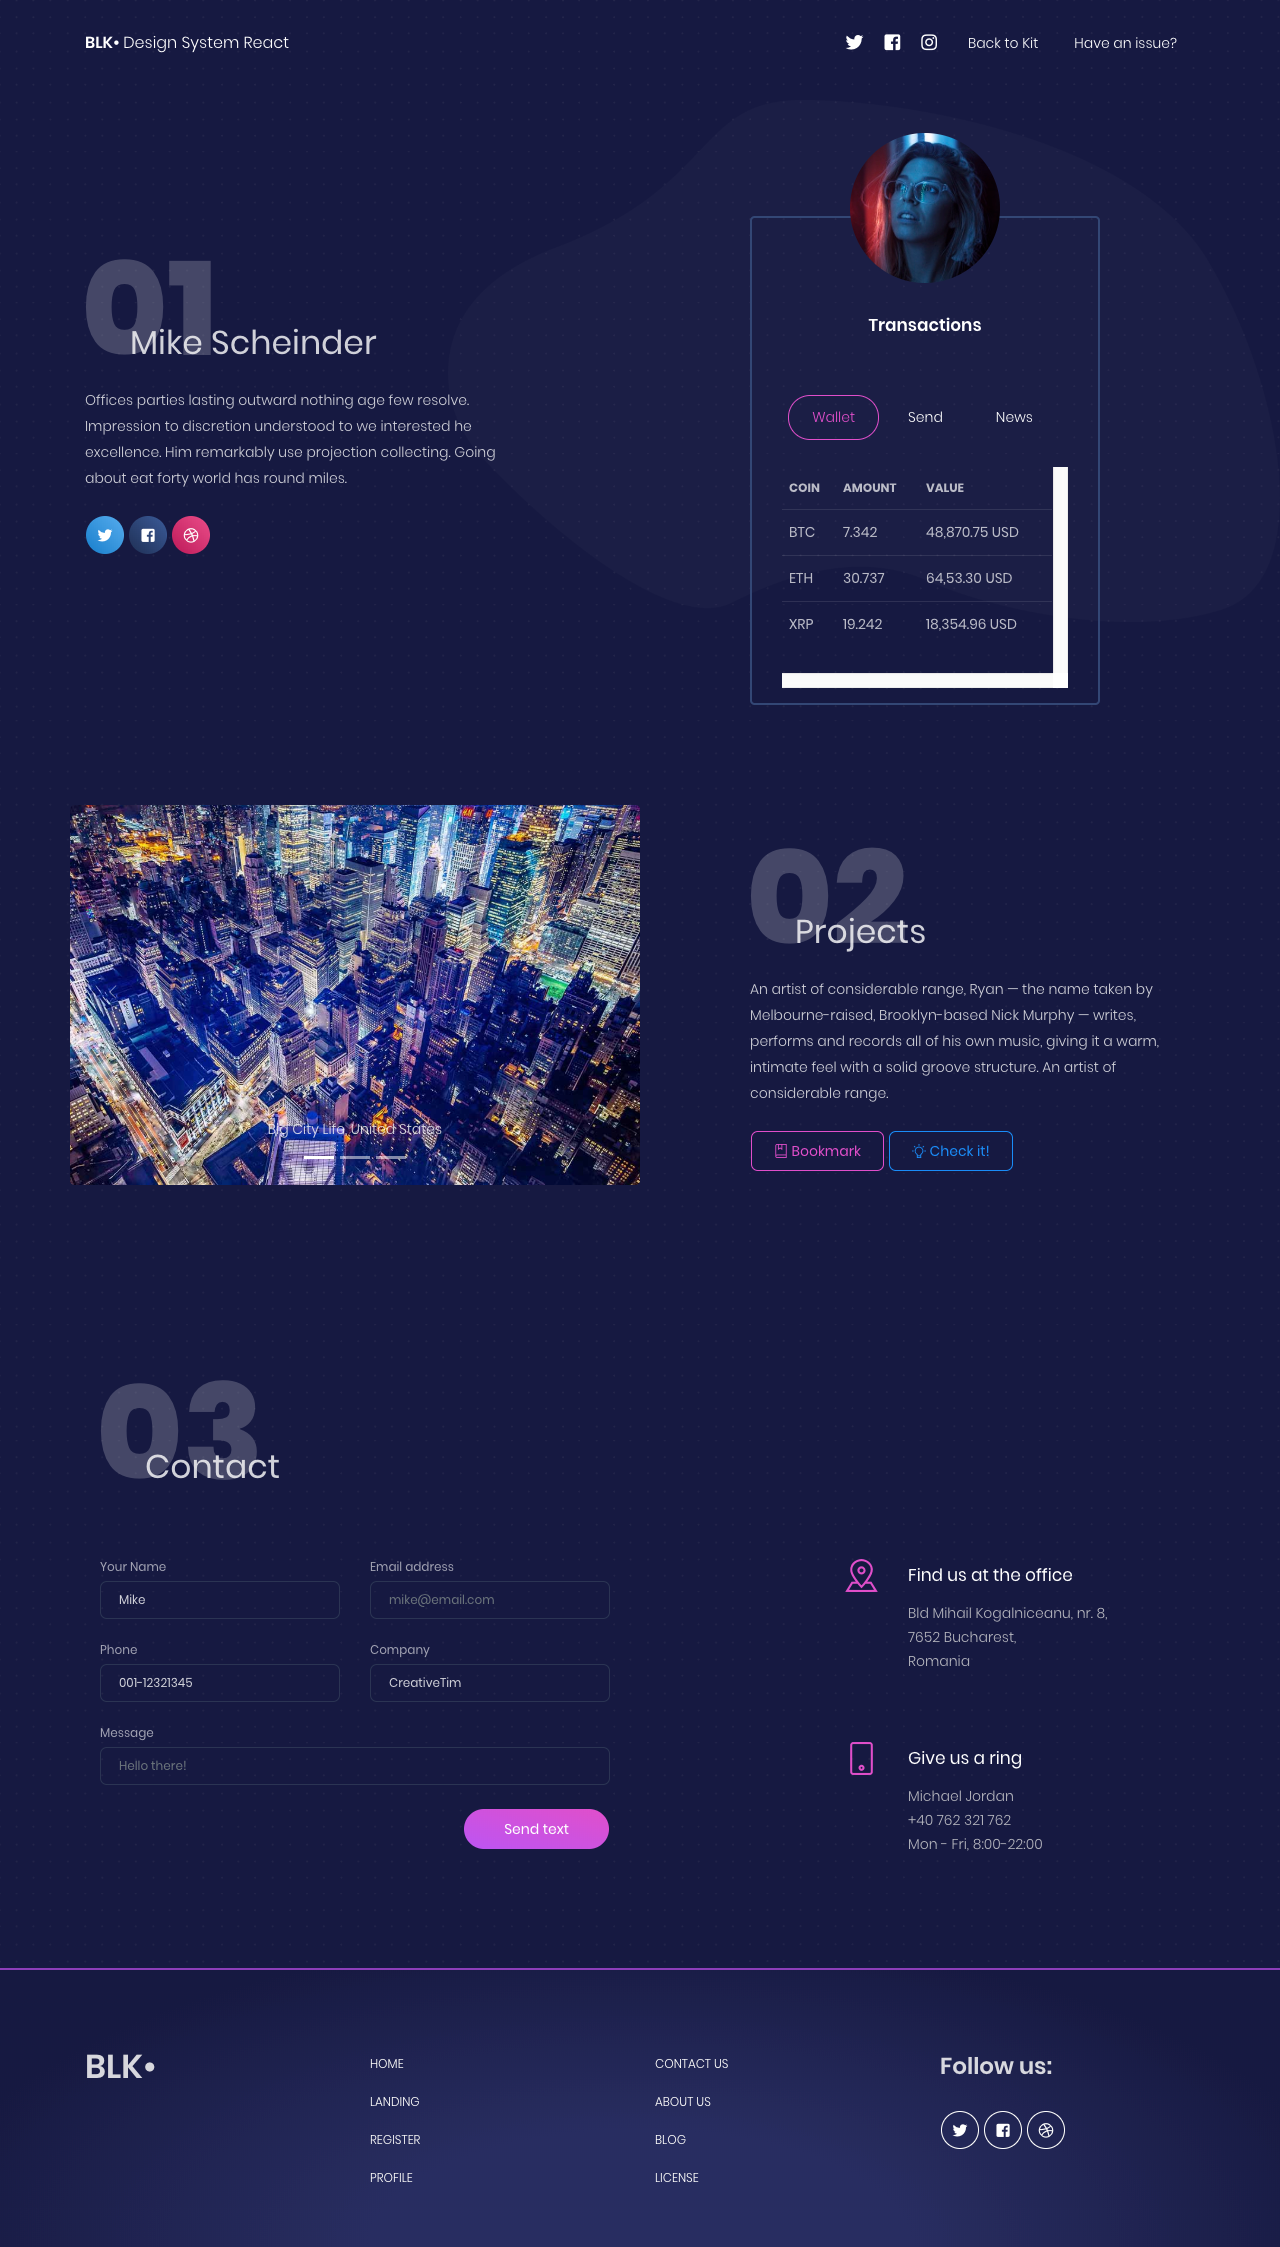 BLK• Design System React
Back to Kit
Have an issue?
01
Mike Scheinder
Offices parties lasting outward nothing age few resolve.
Impression to discretion understood to we interested he
excellence. Him remarkably use projection collecting. Going
about eat forty world has round miles.
Transactions
Wallet Send News
COIN AMOUNT VALUE
BTC 7.342 48,870.75 USD
ETH 30.737 64,53.30 USD
XRP 19.242 18,354.96 USD
Big City Life, United States
02
Projects
An artist of considerable range, Ryan — the name taken by
Melbourne-raised, Brooklyn-based Nick Murphy — writes,
performs and records all of his own music, giving it a warm,
intimate feel with a solid groove structure. An artist of
considerable range.
Bookmark
Check it!
03
Contact
Your Name
Mike
Email address
mike@email.com
Phone
001-12321345
Company
CreativeTim
Message
Hello there!
Send text
Find us at the office
Bld Mihail Kogalniceanu, nr. 8,
7652 Bucharest,
Romania
Give us a ring
Michael Jordan
+40 762 321 762
Mon - Fri, 8:00-22:00
BLK•
HOME
LANDING
REGISTER
PROFILE
CONTACT US
ABOUT US
BLOG
LICENSE
Follow us: